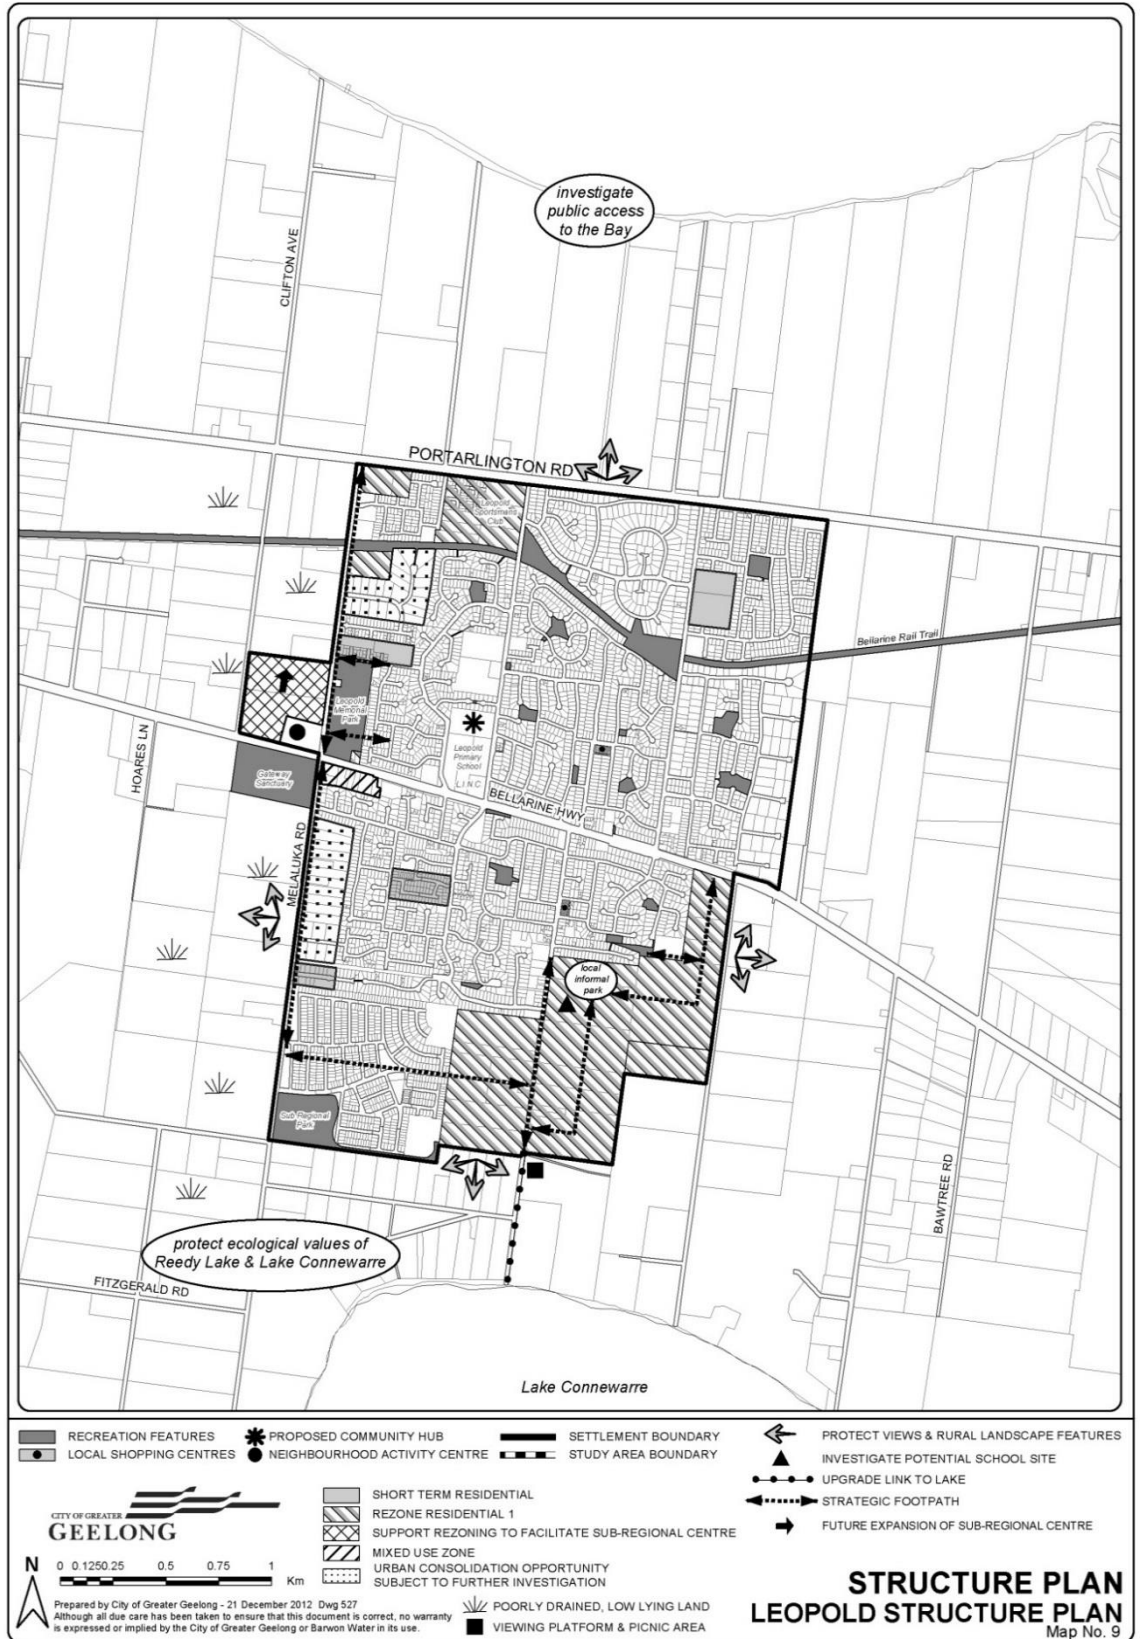 investigate
public access
to the Bay
CLIFTON AVE
PORTARLINGTON RD
Leopold
Sportsmans
Club
Bellarine Rail Trail
Leopold
Memorial
Park
Leopold
Primary
School
L.I.N.C
HOARES LN
Gateway
Sanctuary
BELLARINE HWY
MELALUKA RD
local
informal
park
Sub Regional
Park
BAWTREE RD
protect ecological values of
Reedy Lake & Lake Connewarre
FITZGERALD RD
Lake Connewarre
RECREATION FEATURES
LOCAL SHOPPING CENTRES
PROPOSED COMMUNITY HUB
NEIGHBOURHOOD ACTIVITY CENTRE
SETTLEMENT BOUNDARY
STUDY AREA BOUNDARY
PROTECT VIEWS & RURAL LANDSCAPE FEATURES
INVESTIGATE POTENTIAL SCHOOL SITE
UPGRADE LINK TO LAKE
STRATEGIC FOOTPATH
FUTURE EXPANSION OF SUB-REGIONAL CENTRE
CITY OF GREATER
GEELONG
SHORT TERM RESIDENTIAL
REZONE RESIDENTIAL 1
SUPPORT REZONING TO FACILITATE SUB-REGIONAL CENTRE
MIXED USE ZONE
URBAN CONSOLIDATION OPPORTUNITY
SUBJECT TO FURTHER INVESTIGATION
POORLY DRAINED, LOW LYING LAND
VIEWING PLATFORM & PICNIC AREA
N
0 0.1250.25 0.5 0.75 1
Km
Prepared by City of Greater Geelong - 21 December 2012 Dwg 527
Although all due care has been taken to ensure that this document is correct, no warranty
is expressed or implied by the City of Greater Geelong or Barwon Water in its use.
STRUCTURE PLAN
LEOPOLD STRUCTURE PLAN
Map No. 9